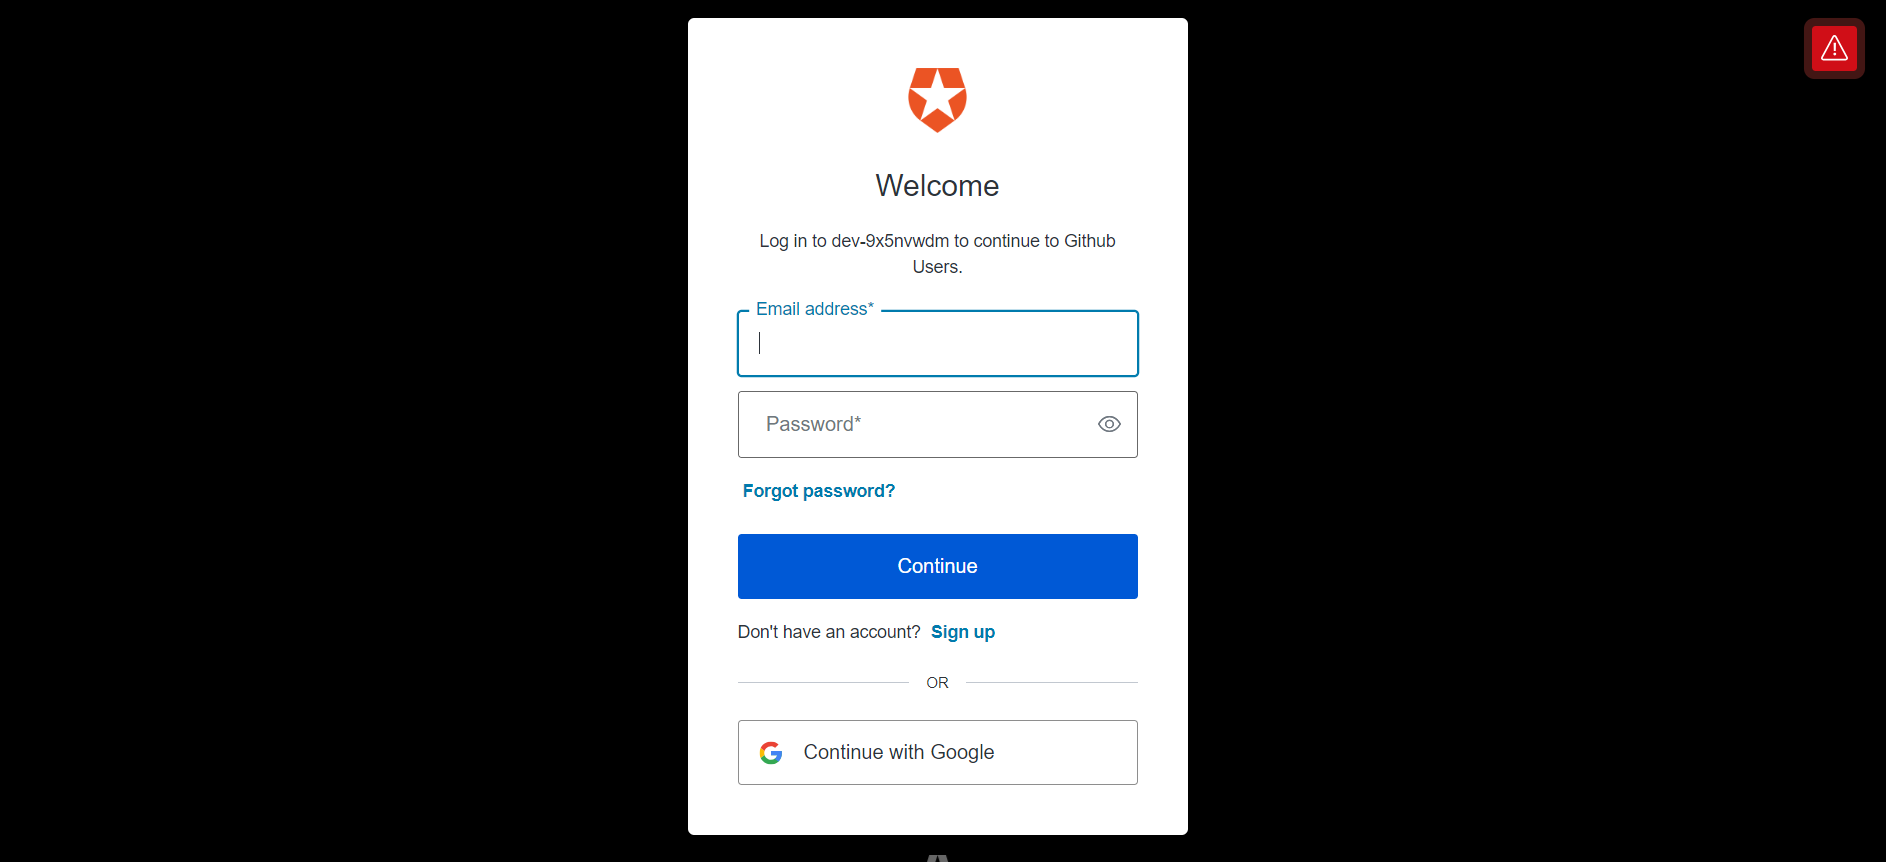 Welcome
Log in to dev-9x5nvwdm to continue to Github
Users.
Email address*
Password*
Forgot password?
Continue
Don't have an account? Sign up
OR
Continue with Google